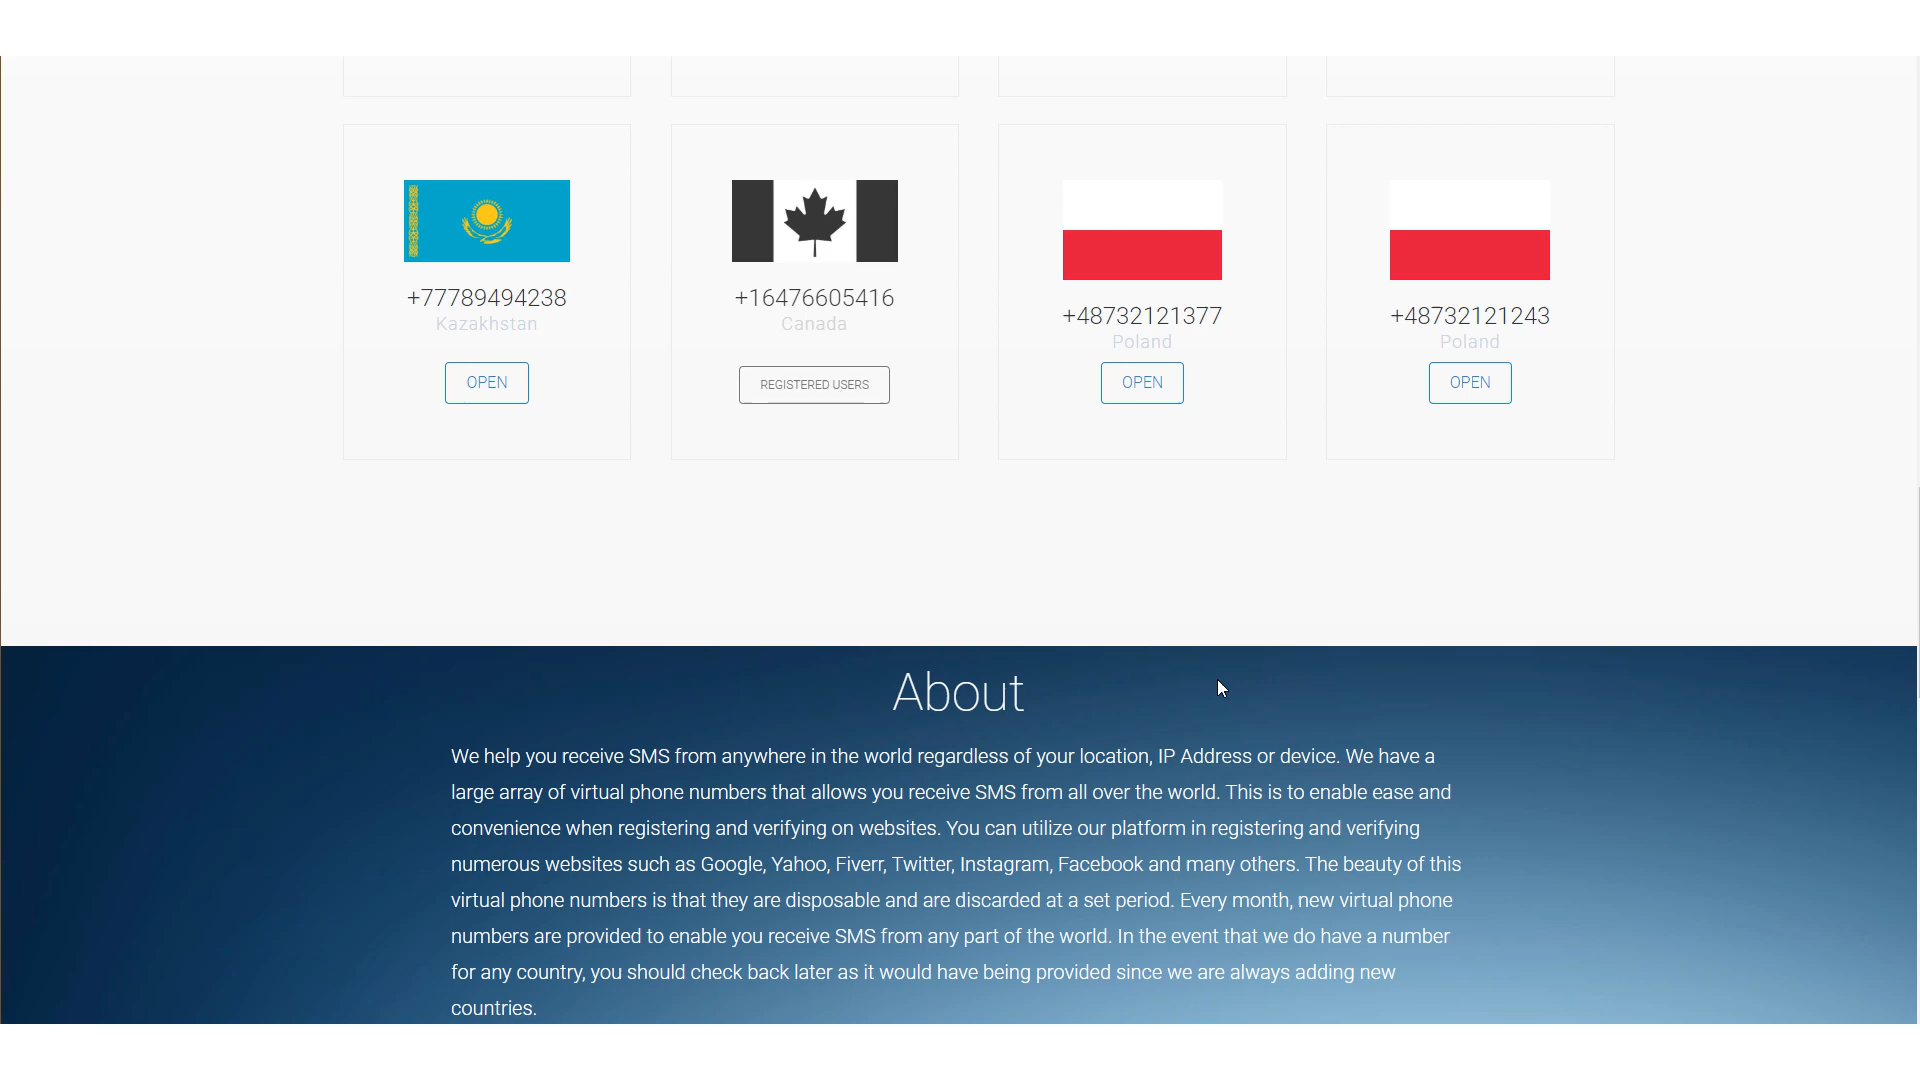 +77789494238
Kazakhstan
OPEN
+16476605416
Canada
REGISTERED USERS
+48732121377
Poland
OPEN
+48732121243
Poland
OPEN
About
We help you receive SMS from anywhere in the world regardless of your location, IP Address or device. We have a
large array of virtual phone numbers that allows you receive SMS from all over the world. This is to enable ease and
convenience when registering and verifying on websites. You can utilize our platform in registering and verifying
numerous websites such as Google, Yahoo, Fiverr, Twitter, Instagram, Facebook and many others. The beauty of this
virtual phone numbers is that they are disposable and are discarded at a set period. Every month, new virtual phone
numbers are provided to enable you receive SMS from any part of the world. In the event that we do have a number
for any country, you should check back later as it would have being provided since we are always adding new
countries.